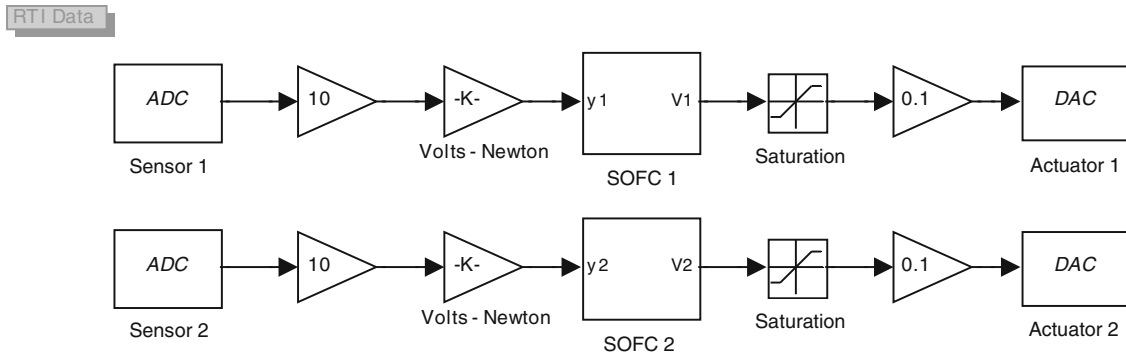 RTI Data
ADC 10 -K- y1 V1 0.1 DAC
Sensor 1 Volts - Newton SOFC 1 Saturation Actuator 1
ADC 10 -K- y2 V2 0.1 DAC
Sensor 2 Volts - Newton SOFC 2 Saturation Actuator 2